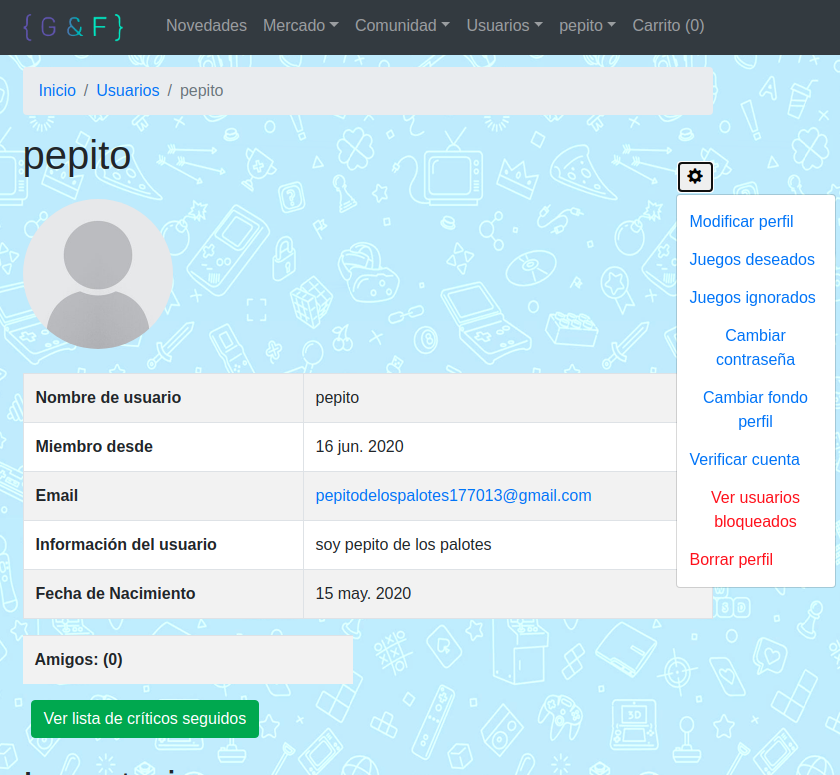 { G & F }
Novedades Mercado Comunidad Usuarios pepito Carrito (0)
Inicio / Usuarios / pepito
pepito
Modificar perfil
Juegos deseados
Juegos ignorados
Cambiar
contraseña
Cambiar fondo
perfil
Verificar cuenta
Ver usuarios
bloqueados
Borrar perfil
Nombre de usuario pepito
Miembro desde 16 jun. 2020
Email pepitodelospalotes177013@gmail.com
Información del usuario soy pepito de los palotes
Fecha de Nacimiento 15 may. 2020
Amigos: (0)
Ver lista de críticos seguidos
3D